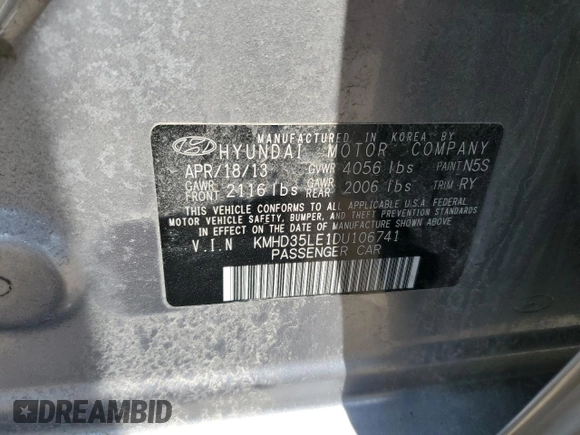 MANUFACTURED IN KOREA BY
HYUNDAI MOTOR COMPANY
APR/18/13 GVWR 4056 lbs PAINT N5S
GAWR FRONT 2116 lbs GAWR REAR 2006 lbs TRIM RY
THIS VEHICLE CONFORMS TO ALL APPLICABLE U.S.A FEDERAL
MOTOR VEHICLE SAFETY, BUMPER, AND THEFT PREVENTION STANDARDS
IN EFFECT ON THE DATE OF MANUFACTURE SHOWN ABOVE
V.I.N KMHD35LE1DU106741
PASSENGER CAR
DREAMBID